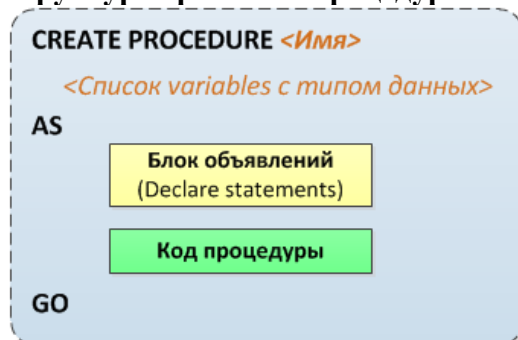 CREATE PROCEDURE <Имя>
<Список variables с типом данных>
AS
Блок объявлений
(Declare statements)
Код процедуры
GO